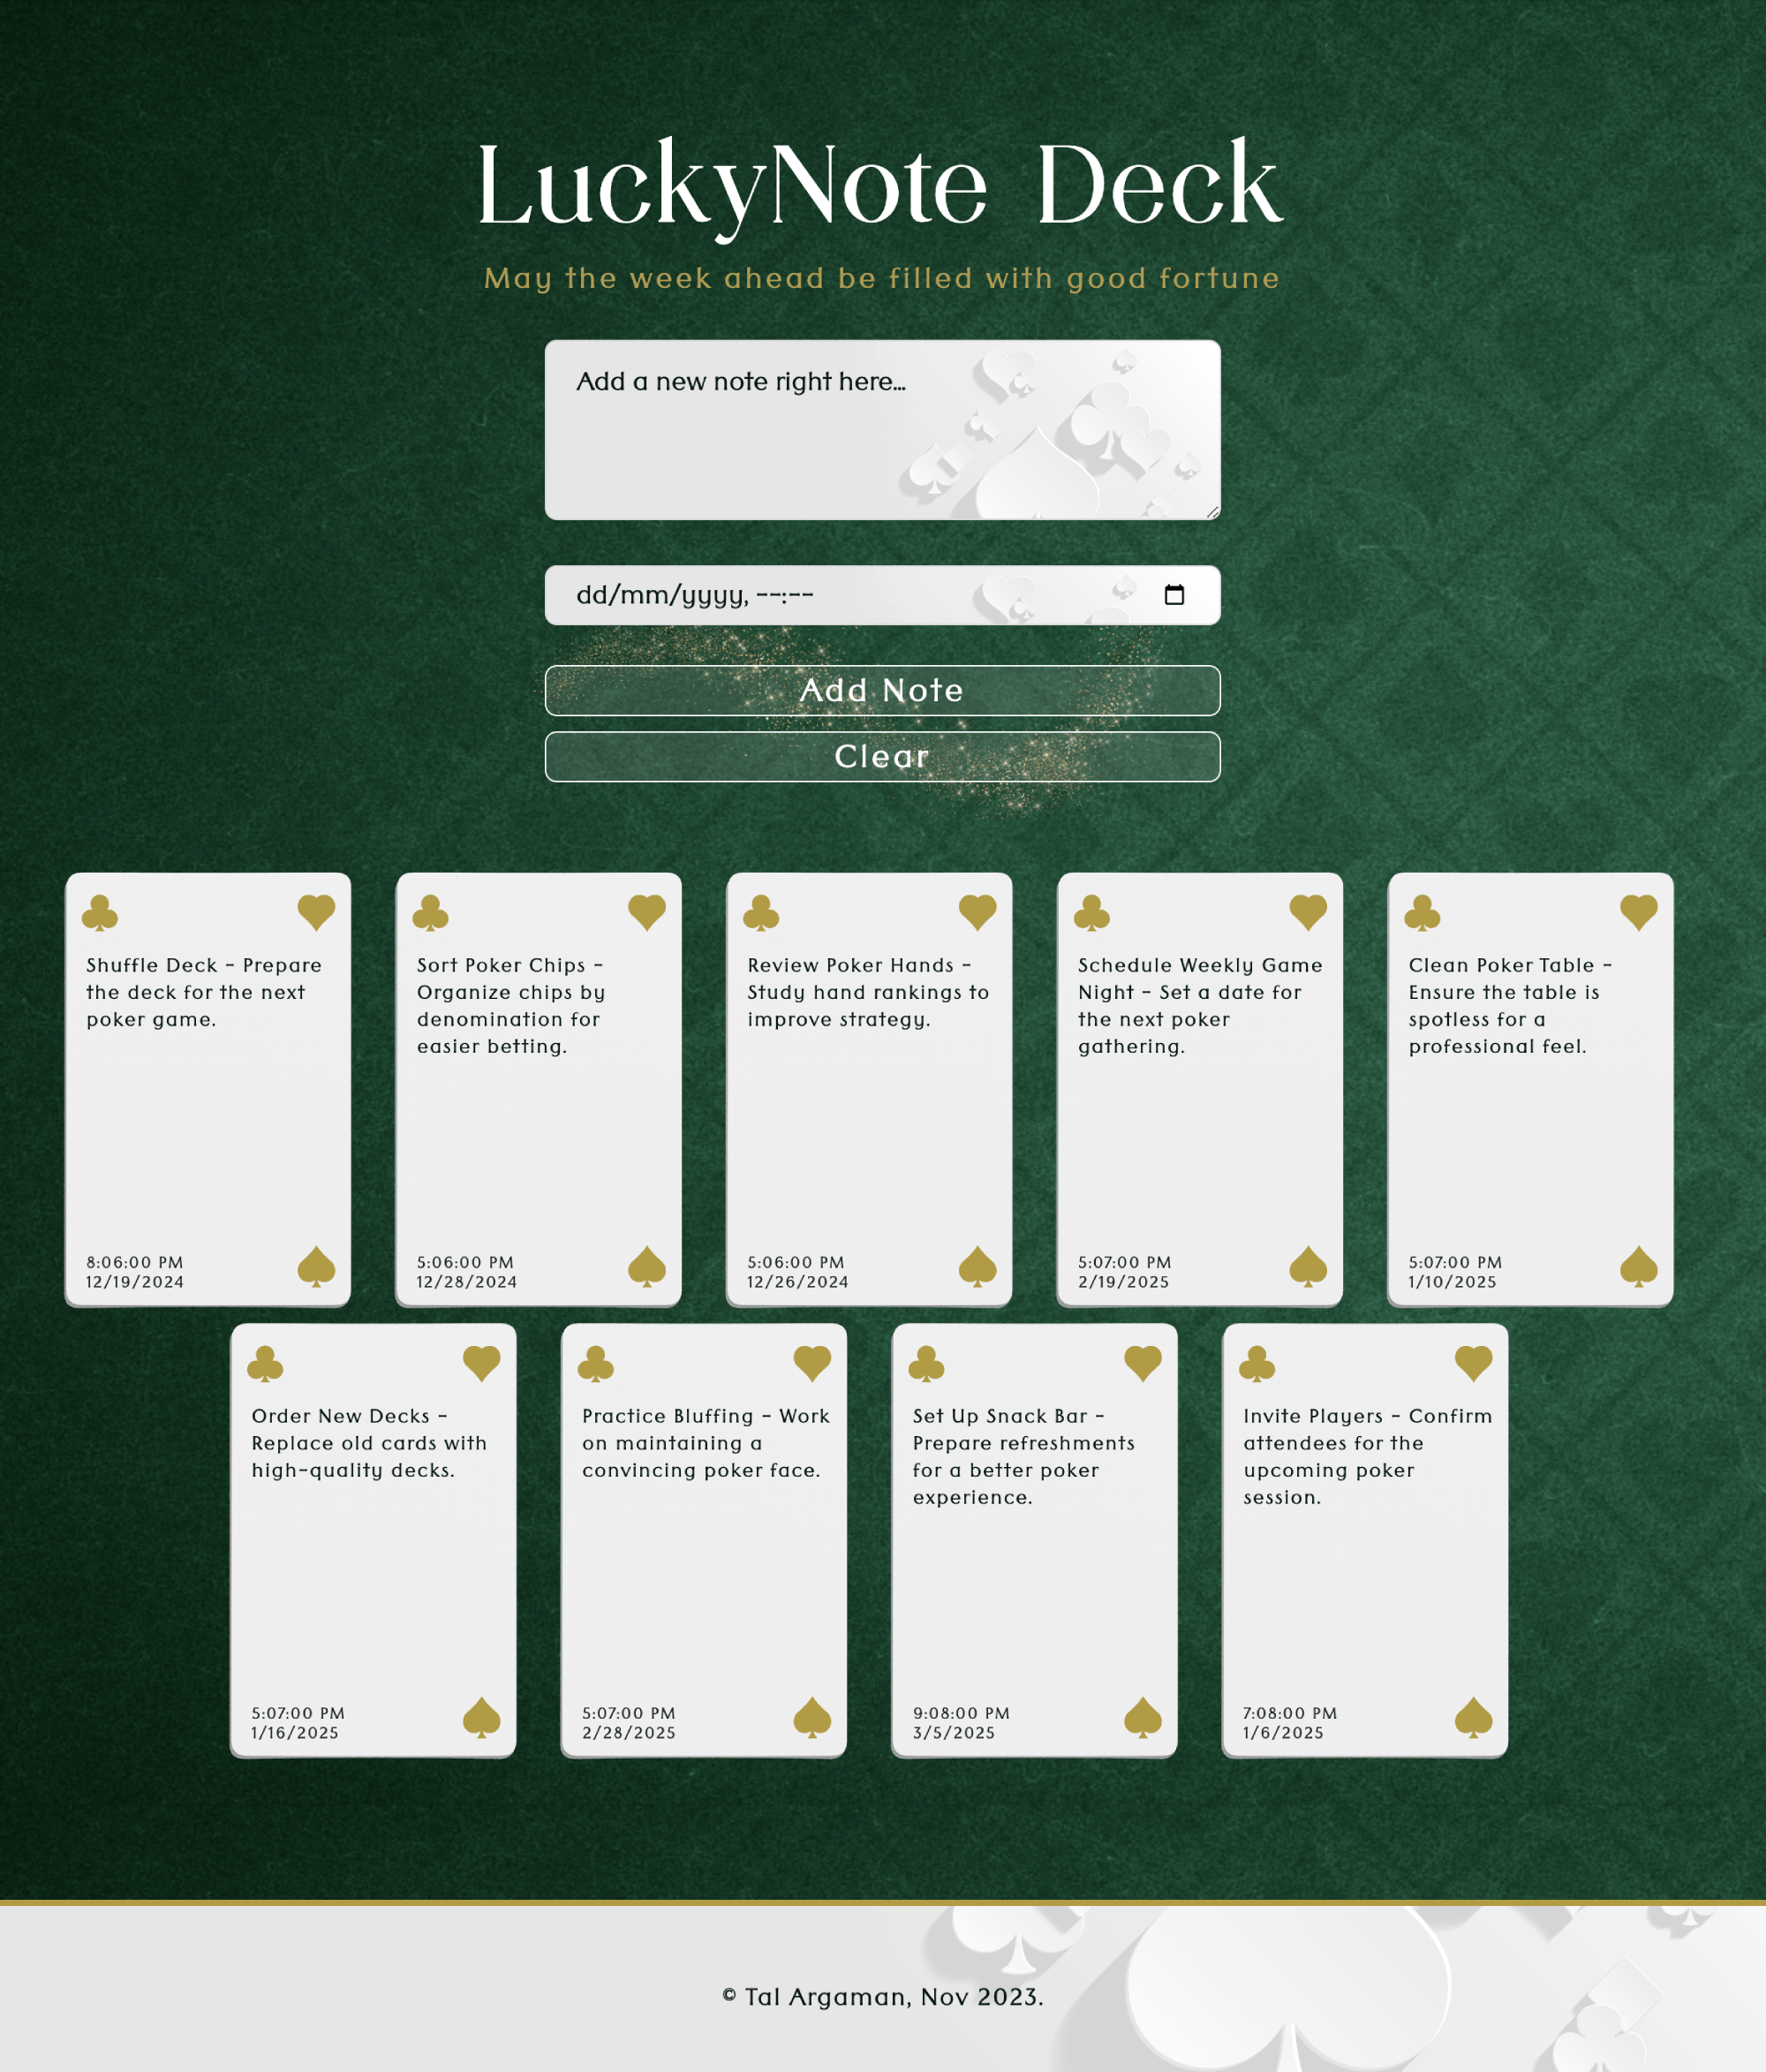 LuckyNote Deck
May the week ahead be filled with good fortune
Add a new note right here...
dd/mm/yyyy, --:--
Add Note
Clear
Shuffle Deck - Prepare
the deck for the next
poker game.
8:06:00 PM
12/19/2024
Sort Poker Chips -
Organize chips by
denomination for
easier betting.
5:06:00 PM
12/28/2024
Review Poker Hands -
Study hand rankings to
improve strategy.
5:06:00 PM
12/26/2024
Schedule Weekly Game
Night - Set a date for
the next poker
gathering.
5:07:00 PM
2/19/2025
Clean Poker Table -
Ensure the table is
spotless for a
professional feel.
5:07:00 PM
1/10/2025
Order New Decks -
Replace old cards with
high-quality decks.
5:07:00 PM
1/16/2025
Practice Bluffing - Work
on maintaining a
convincing poker face.
5:07:00 PM
2/28/2025
Set Up Snack Bar -
Prepare refreshments
for a better poker
experience.
9:08:00 PM
3/5/2025
Invite Players - Confirm
attendees for the
upcoming poker
session.
7:08:00 PM
1/6/2025
© Tal Argaman, Nov 2023.